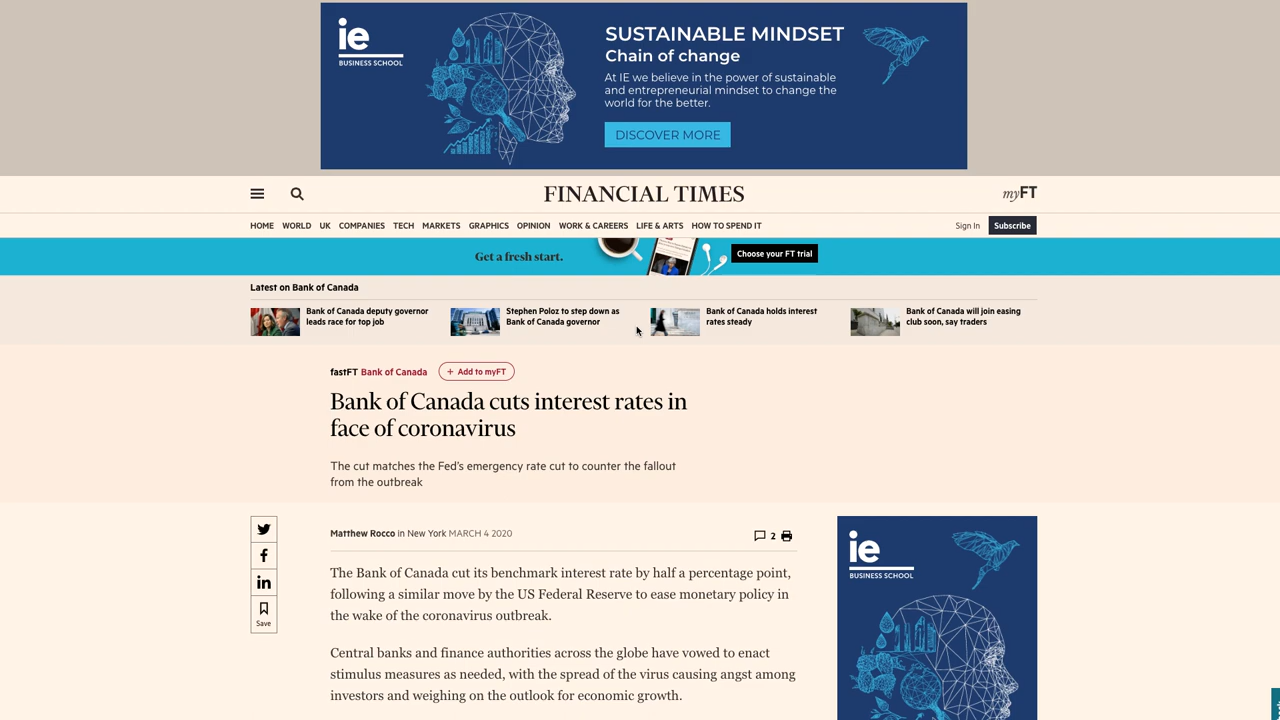 ie
BUSINESS SCHOOL
SUSTAINABLE MINDSET
Chain of change
At IE we believe in the power of sustainable
and entrepreneurial mindset to change the
world for the better.
DISCOVER MORE
FINANCIAL TIMES
myFT
HOME WORLD UK COMPANIES TECH MARKETS GRAPHICS OPINION WORK & CAREERS LIFE & ARTS HOW TO SPEND IT Sign In Subscribe
Get a fresh start. Choose your FT trial
Latest on Bank of Canada
Bank of Canada deputy governor
leads race for top job
Stephen Poloz to step down as
Bank of Canada governor
Bank of Canada holds interest
rates steady
Bank of Canada will join easing
club soon, say traders
fastFT Bank of Canada + Add to myFT
Bank of Canada cuts interest rates in
face of coronavirus
The cut matches the Fed's emergency rate cut to counter the fallout
from the outbreak
Matthew Rocco in New York MARCH 4 2020 2
Save
The Bank of Canada cut its benchmark interest rate by half a percentage point,
following a similar move by the US Federal Reserve to ease monetary policy in
the wake of the coronavirus outbreak.
Central banks and finance authorities across the globe have vowed to enact
stimulus measures as needed, with the spread of the virus causing angst among
investors and weighing on the outlook for economic growth.
ie
BUSINESS SCHOOL